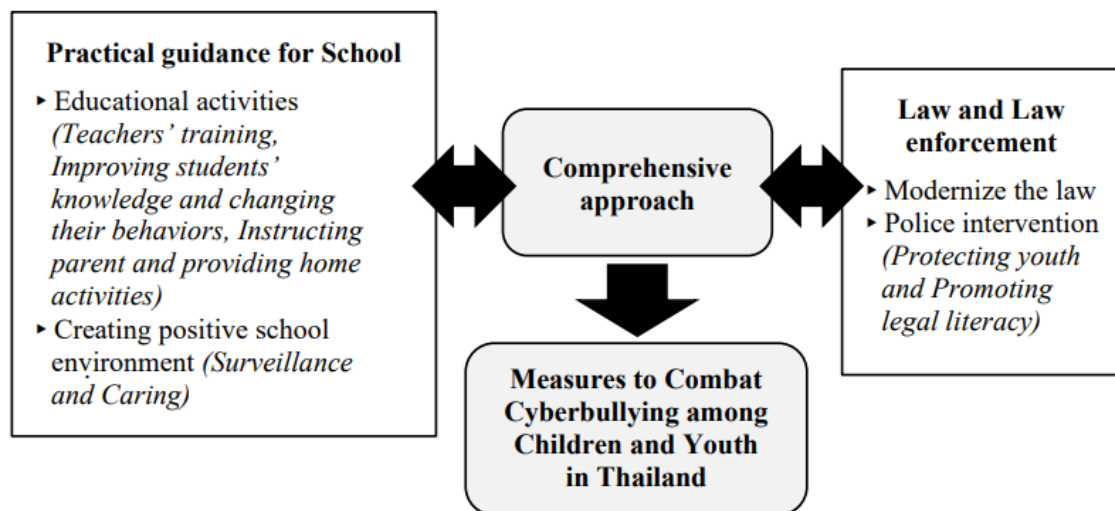 Practical guidance for School
‣ Educational activities
(Teachers’ training,
Improving students’
knowledge and changing
their behaviors, Instructing
parent and providing home
activities)
‣ Creating positive school
environment (Surveillance
and Caring)
Comprehensive
approach
Law and Law
enforcement
‣ Modernize the law
‣ Police intervention
(Protecting youth
and Promoting
legal literacy)
Measures to Combat
Cyberbullying among
Children and Youth
in Thailand